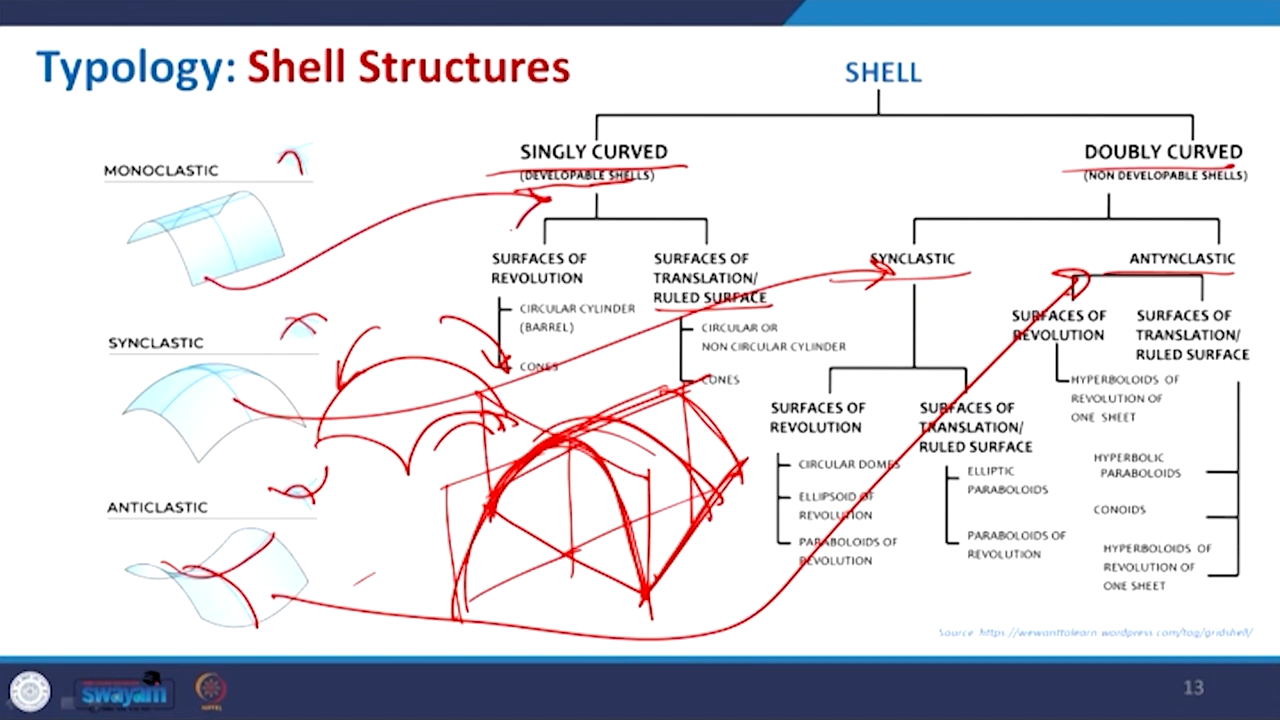 Typology: Shell Structures
MONOCLASTIC
SYNCLASTIC
ANTICLASTIC
SHELL
SINGLY CURVED
(DEVELOPABLE SHELLS)
SURFACES OF
REVOLUTION
CIRCULAR CYLINDER
(BARREL)
CONES
SURFACES OF
TRANSLATION/
RULED SURFACE
CIRCULAR OR
NON CIRCULAR CYLINDER
CONES
DOUBLY CURVED
(NON DEVELOPABLE SHELLS)
SYNCLASTIC
SURFACES OF
REVOLUTION
CIRCULAR DOMES
ELLIPSOID OF
REVOLUTION
PARABOLOIDS OF
REVOLUTION
SURFACES OF
TRANSLATION/
RULED SURFACE
ELLIPTIC
PARABOLOIDS
PARABOLOIDS OF
REVOLUTION
ANTYNCLASTIC
SURFACES OF
REVOLUTION
HYPERBOLOIDS OF
REVOLUTION OF
ONE SHEET
SURFACES OF
TRANSLATION/
RULED SURFACE
HYPERBOLIC
PARABOLOIDS
CONOIDS
HYPERBOLOIDS OF
REVOLUTION OF
ONE SHEET
Source: https://wewanttolearn.wordpress.com/tag/gridshell/
swayam
13